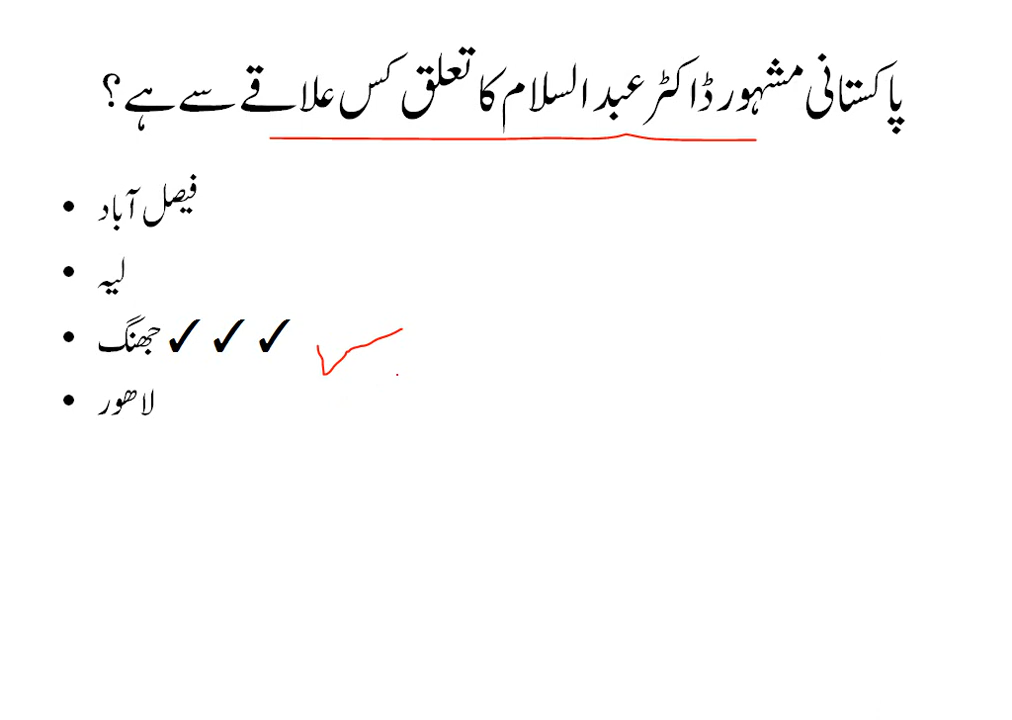 پاکستانی مشہور ڈاکٹر عبد السلام کا تعلق کس علاقے سے ہے؟
• فیصل آباد
• لیہ
• جھنگ ✓ ✓ ✓
• لاھور